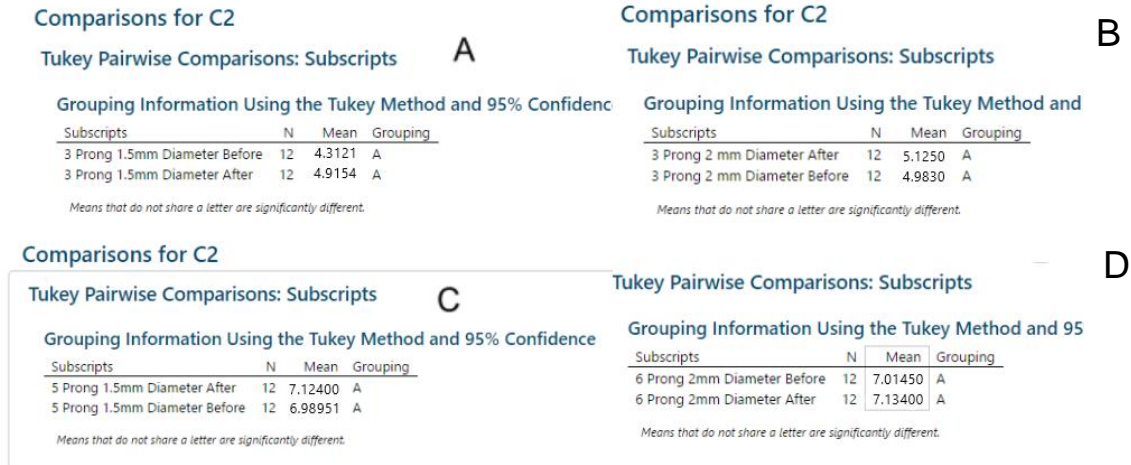 Comparisons for C2
Tukey Pairwise Comparisons: Subscripts
A
Grouping Information Using the Tukey Method and 95% Confidenc
Subscripts N Mean Grouping
3 Prong 1.5mm Diameter Before 12 4.3121 A
3 Prong 1.5mm Diameter After 12 4.9154 A
Means that do not share a letter are significantly different.
Comparisons for C2
B
Tukey Pairwise Comparisons: Subscripts
Grouping Information Using the Tukey Method and
Subscripts N Mean Grouping
3 Prong 2 mm Diameter After 12 5.1250 A
3 Prong 2 mm Diameter Before 12 4.9830 A
Means that do not share a letter are significantly different.
Comparisons for C2
Tukey Pairwise Comparisons: Subscripts
C
Grouping Information Using the Tukey Method and 95% Confidence
Subscripts N Mean Grouping
5 Prong 1.5mm Diameter After 12 7.12400 A
5 Prong 1.5mm Diameter Before 12 6.98951 A
Means that do not share a letter are significantly different.
D
Tukey Pairwise Comparisons: Subscripts
Grouping Information Using the Tukey Method and 95
Subscripts N Mean Grouping
6 Prong 2mm Diameter Before 12 7.01450 A
6 Prong 2mm Diameter After 12 7.13400 A
Means that do not share a letter are significantly different.